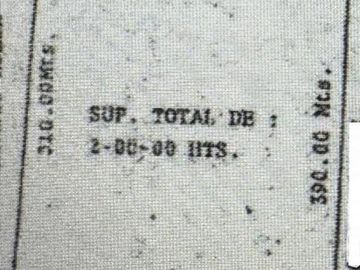 310.00Mts.
SUP. TOTAL DE :
2-00-00 HTS.
390.00 Mts.